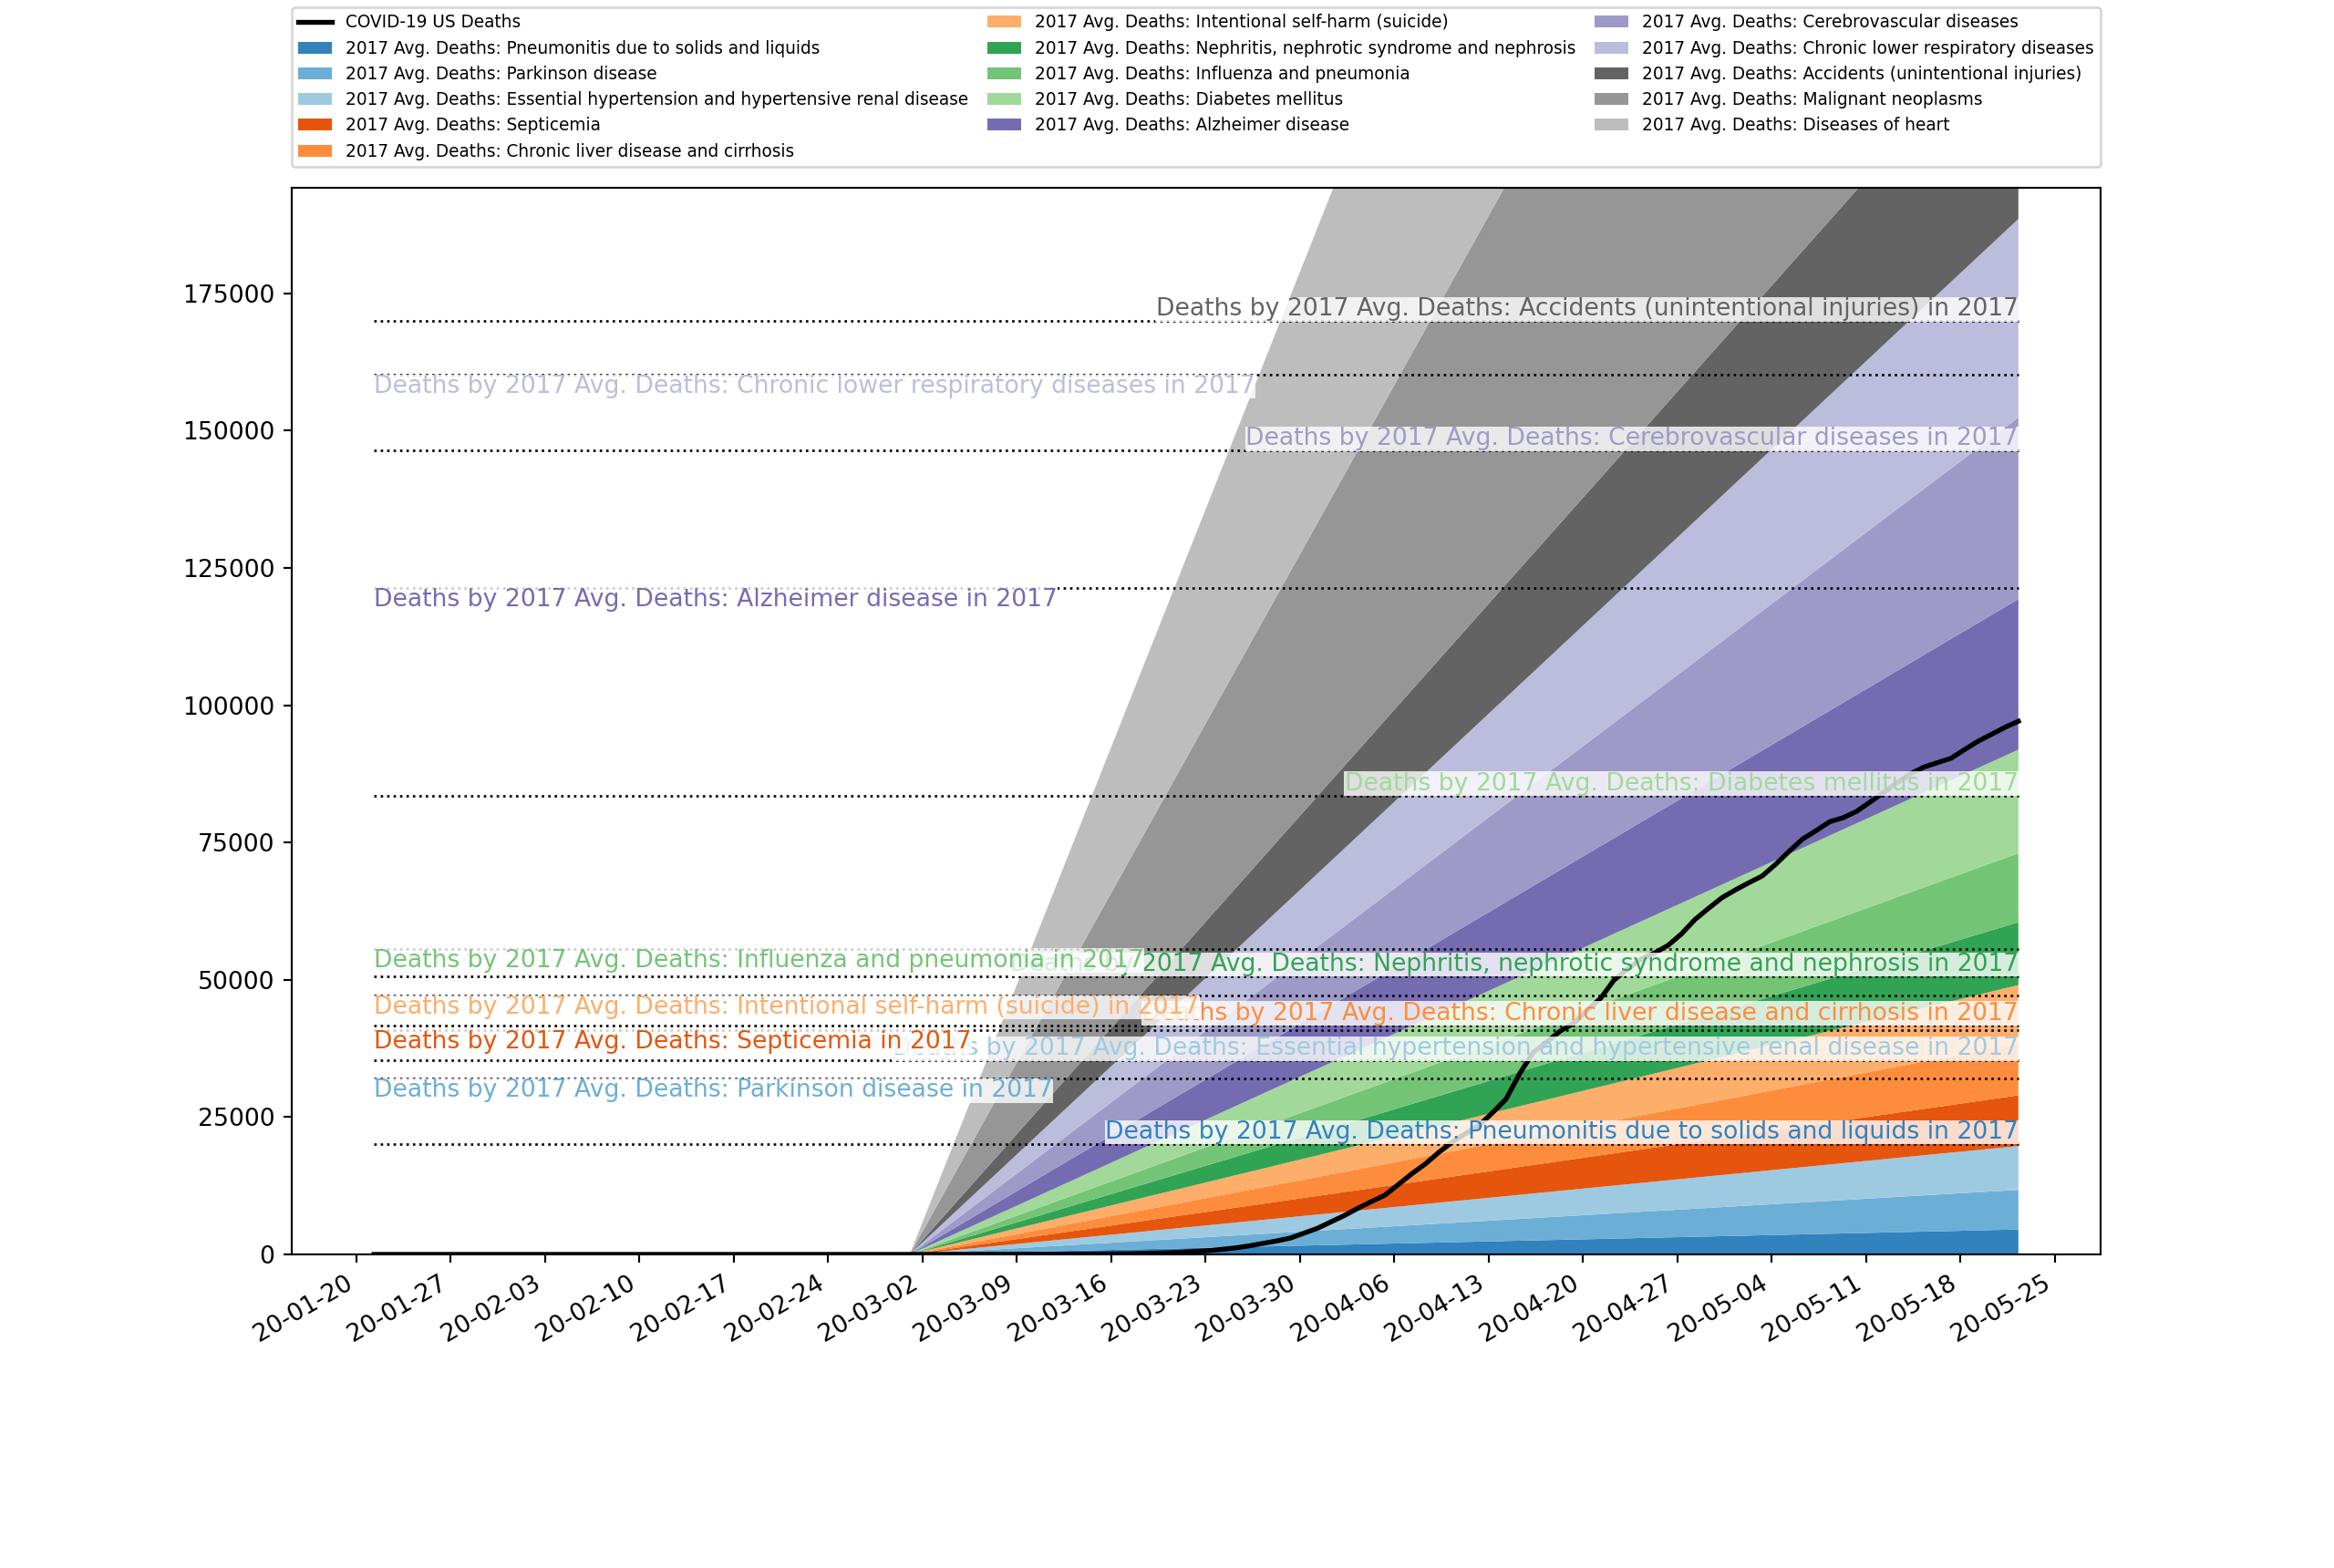 COVID-19 US Deaths
2017 Avg. Deaths: Pneumonitis due to solids and liquids
2017 Avg. Deaths: Parkinson disease
2017 Avg. Deaths: Essential hypertension and hypertensive renal disease
2017 Avg. Deaths: Septicemia
2017 Avg. Deaths: Chronic liver disease and cirrhosis
2017 Avg. Deaths: Intentional self-harm (suicide)
2017 Avg. Deaths: Nephritis, nephrotic syndrome and nephrosis
2017 Avg. Deaths: Influenza and pneumonia
2017 Avg. Deaths: Diabetes mellitus
2017 Avg. Deaths: Alzheimer disease
2017 Avg. Deaths: Cerebrovascular diseases
2017 Avg. Deaths: Chronic lower respiratory diseases
2017 Avg. Deaths: Accidents (unintentional injuries)
2017 Avg. Deaths: Malignant neoplasms
2017 Avg. Deaths: Diseases of heart
175000
Deaths by 2017 Avg. Deaths: Accidents (unintentional injuries) in 2017
Deaths by 2017 Avg. Deaths: Chronic lower respiratory diseases in 2017
150000
Deaths by 2017 Avg. Deaths: Cerebrovascular diseases in 2017
125000
Deaths by 2017 Avg. Deaths: Alzheimer disease in 2017
100000
Deaths by 2017 Avg. Deaths: Diabetes mellitus in 2017
75000
Deaths by 2017 Avg. Deaths: Influenza and pneumonia in 2017
2017 Avg. Deaths: Nephritis, nephrotic syndrome and nephrosis in 2017
50000
Deaths by 2017 Avg. Deaths: Intentional self-harm (suicide) in 2017
by 2017 Avg. Deaths: Chronic liver disease and cirrhosis in 2017
Deaths by 2017 Avg. Deaths: Septicemia in 2017
by 2017 Avg. Deaths: Essential hypertension and hypertensive renal disease in 2017
Deaths by 2017 Avg. Deaths: Parkinson disease in 2017
25000
Deaths by 2017 Avg. Deaths: Pneumonitis due to solids and liquids in 2017
0
20-01-20
20-01-27
20-02-03
20-02-10
20-02-17
20-02-24
20-03-02
20-03-09
20-03-16
20-03-23
20-03-30
20-04-06
20-04-13
20-04-20
20-04-27
20-05-04
20-05-11
20-05-18
20-05-25